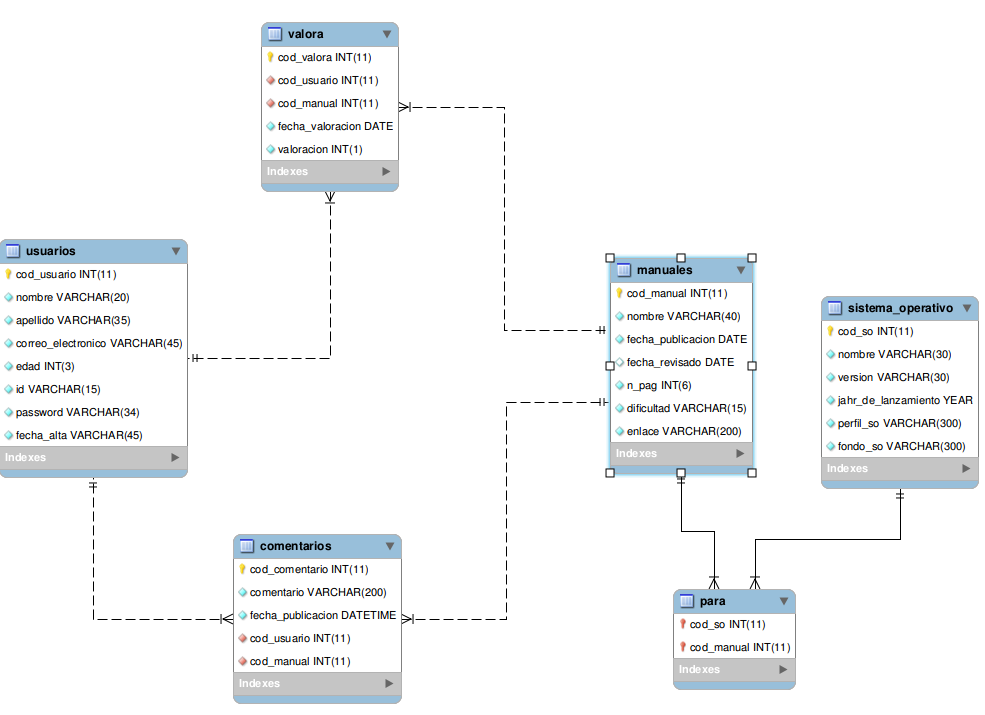 valora
cod_valora INT(11)
cod_usuario INT(11)
cod_manual INT(11)
fecha_valoracion DATE
valoracion INT(1)
Indexes
usuarios
cod_usuario INT(11)
nombre VARCHAR(20)
apellido VARCHAR(35)
correo_electronico VARCHAR(45)
edad INT(3)
id VARCHAR(15)
password VARCHAR(34)
fecha_alta VARCHAR(45)
Indexes
manuales
cod_manual INT(11)
nombre VARCHAR(40)
fecha_publicacion DATE
fecha_revisado DATE
n_pag INT(6)
dificultad VARCHAR(15)
enlace VARCHAR(200)
Indexes
sistema_operativo
cod_so INT(11)
nombre VARCHAR(30)
version VARCHAR(30)
jahr_de_lanzamiento YEAR
perfil_so VARCHAR(300)
fondo_so VARCHAR(300)
Indexes
comentarios
cod_comentario INT(11)
comentario VARCHAR(200)
fecha_publicacion DATETIME
cod_usuario INT(11)
cod_manual INT(11)
Indexes
para
cod_so INT(11)
cod_manual INT(11)
Indexes